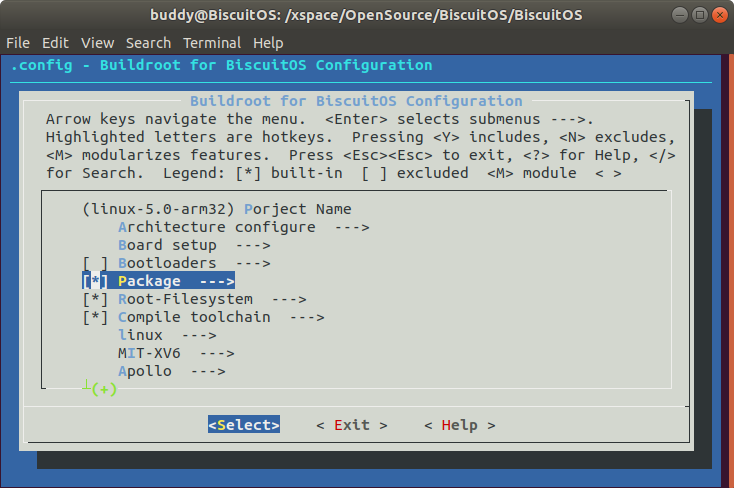 buddy@BiscuitOS: /xspace/OpenSource/BiscuitOS/BiscuitOS
File Edit View Search Terminal Help
.config - Buildroot for BiscuitOS Configuration
Buildroot for BiscuitOS Configuration
Arrow keys navigate the menu. <Enter> selects submenus --->.
Highlighted letters are hotkeys. Pressing <Y> includes, <N> excludes,
<M> modularizes features. Press <Esc><Esc> to exit, <?> for Help, </>
for Search. Legend: [*] built-in [ ] excluded <M> module < >
(linux-5.0-arm32) Porject Name
Architecture configure --->
Board setup --->
[ ] Bootloaders --->
[*] Package --->
[*] Root-Filesystem --->
[*] Compile toolchain --->
linux --->
MIT-XV6 --->
Apollo --->
┴(+)
<Select> < Exit > < Help >